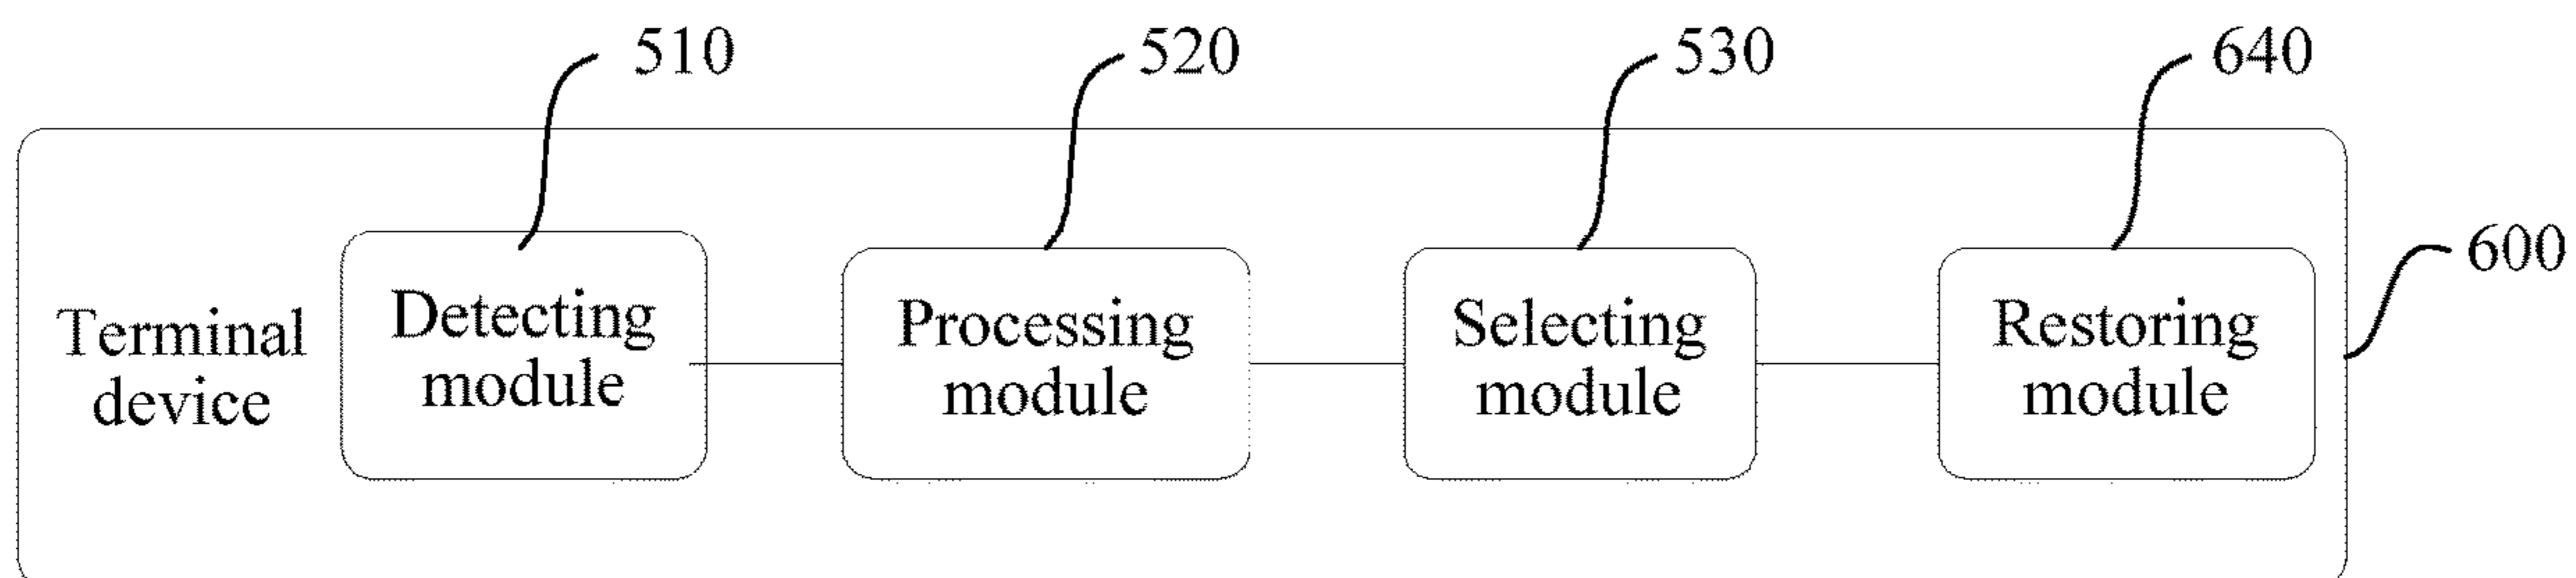 510
520
530
640
600
Terminal
device
Detecting
module
Processing
module
Selecting
module
Restoring
module